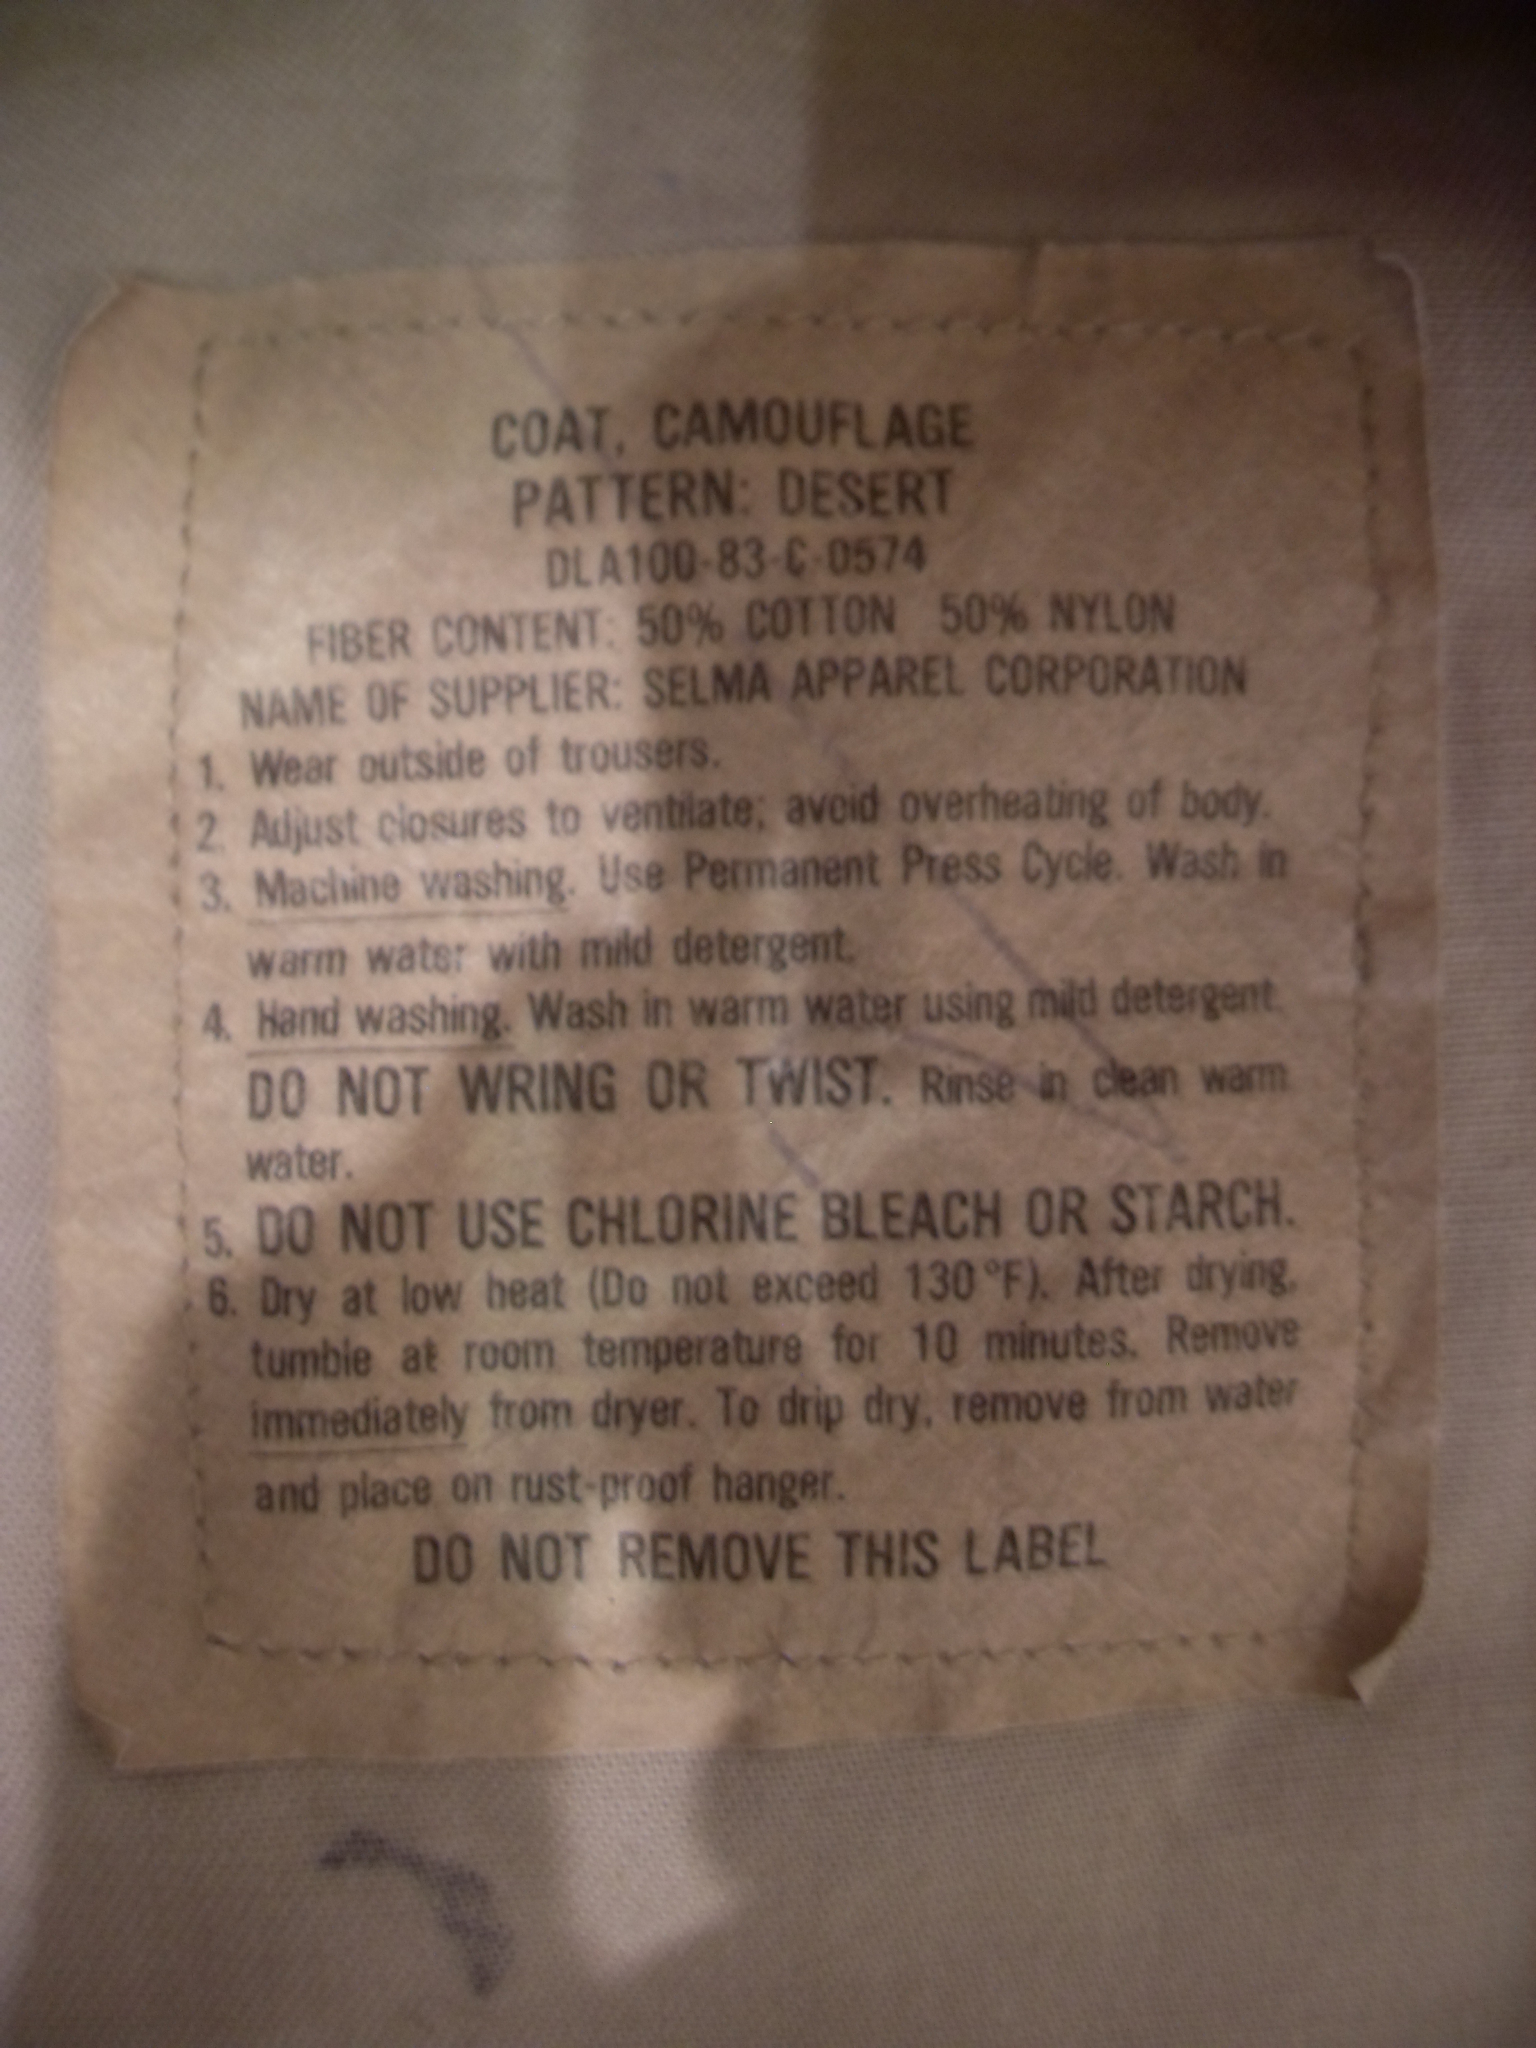 COAT, CAMOUFLAGE
PATTERN: DESERT
DLA100-83-C-0574
FIBER CONTENT: 50% COTTON 50% NYLON
NAME OF SUPPLIER: SELMA APPAREL CORPORATION
1. Wear outside of trousers.
2. Adjust closures to ventilate; avoid overheating of body.
3. Machine washing. Use Permanent Press Cycle. Wash in
warm water with mild detergent.
4. Hand washing. Wash in warm water using mild detergent.
DO NOT WRING OR TWIST. Rinse in clean warm
water.
5. DO NOT USE CHLORINE BLEACH OR STARCH.
6. Dry at low heat (Do not exceed 130°F). After drying,
tumble at room temperature for 10 minutes. Remove
immediately from dryer. To drip dry, remove from water
and place on rust-proof hanger.
DO NOT REMOVE THIS LABEL